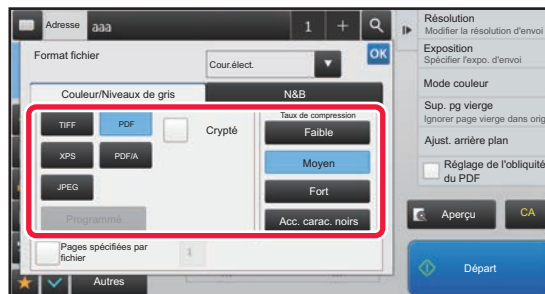 Adresse aaa 1 +
Format fichier
Cour.élect.
OK
Couleur/Niveaux de gris
N&B
TIFF
PDF
Crypté
XPS
PDF/A
JPEG
Programmé
Taux de compression
Faible
Moyen
Fort
Acc. carac. noirs
Pages spécifiées par
fichier
1
Autres
Résolution
Modifier la résolution d'envoi
Exposition
Spécifier l'expo. d'envoi
Mode couleur
Sup. pg vierge
Ignorer page vierge dans orig
Ajust. arrière plan
Réglage de l'obliquité
du PDF
Aperçu
CA
Départ